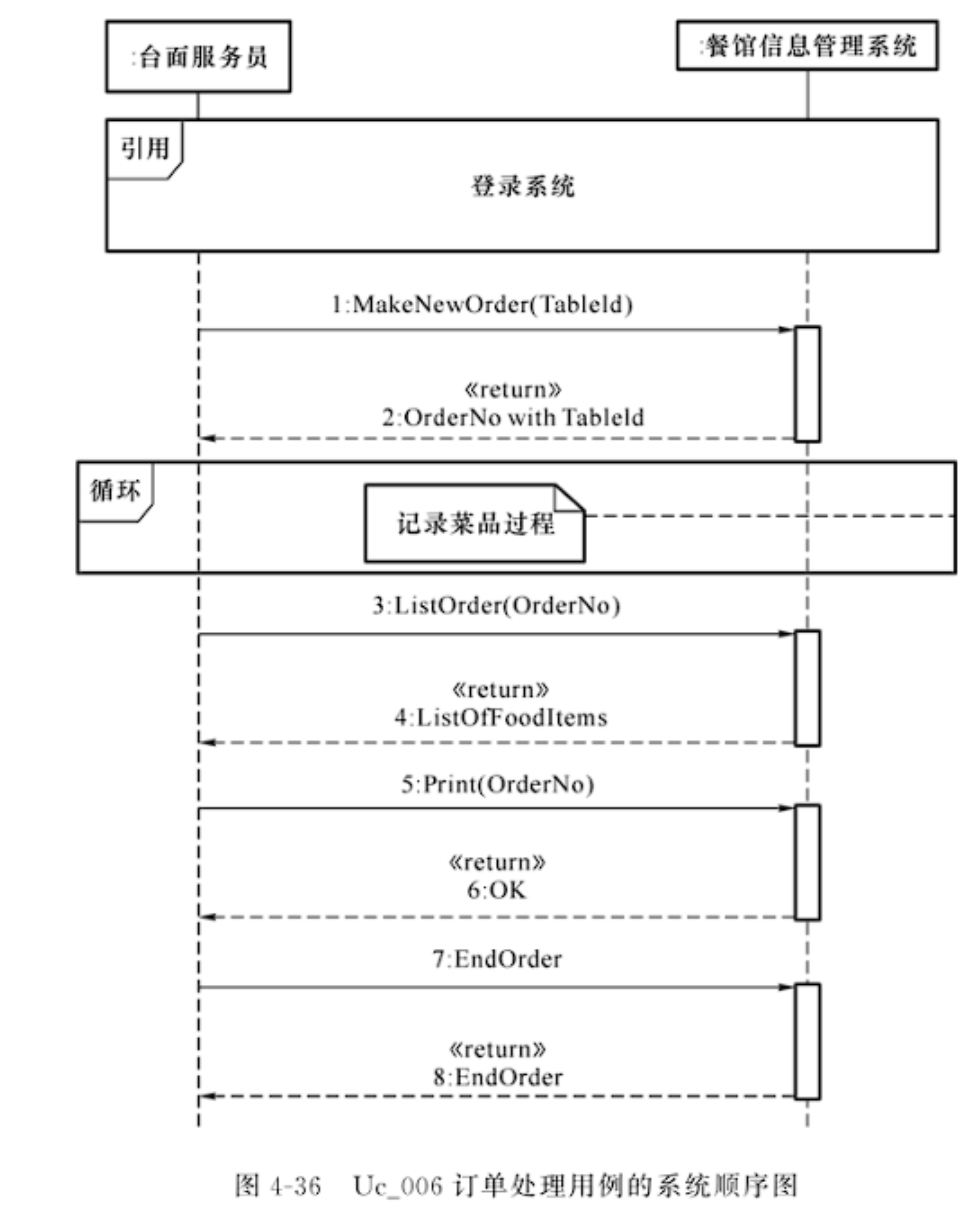 :台面服务员
:餐馆信息管理系统
引用
登录系统
1:MakeNewOrder(TableId)
《return》
2:OrderNo with TableId
循环
记录菜品过程
3:ListOrder(OrderNo)
《return》
4:ListOfFoodItems
5:Print(OrderNo)
《return》
6:OK
7:EndOrder
《return》
8:EndOrder
图 4-36 Uc_006 订单处理用例的系统顺序图